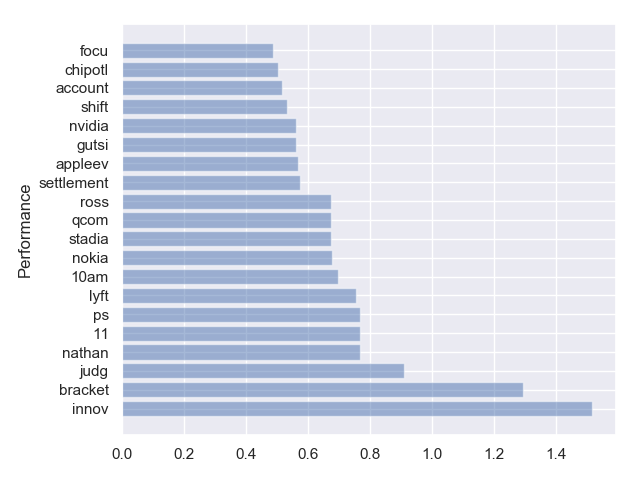 focu
chipotl
account
shift
nvidia
gutsi
appleev
settlement
ross
qcom
stadia
nokia
10am
lyft
ps
11
nathan
judg
bracket
innov
Performance
0.0 0.2 0.4 0.6 0.8 1.0 1.2 1.4